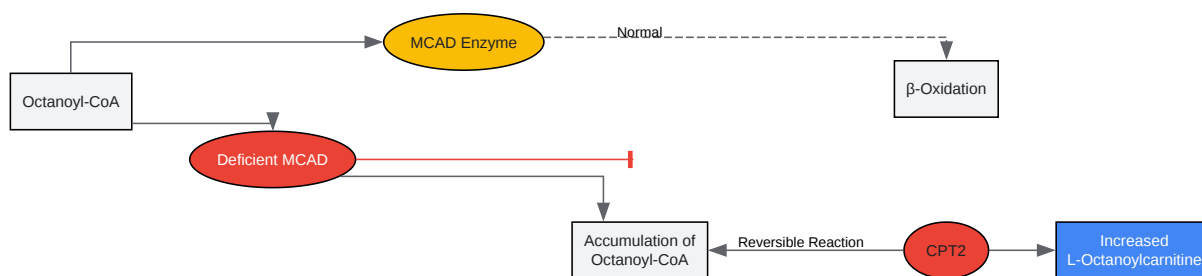 MCAD Enzyme
Normal
Octanoyl-CoA
β-Oxidation
Deficient MCAD
Accumulation of
Octanoyl-CoA
Reversible Reaction
CPT2
Increased
L-Octanoylcarnitine